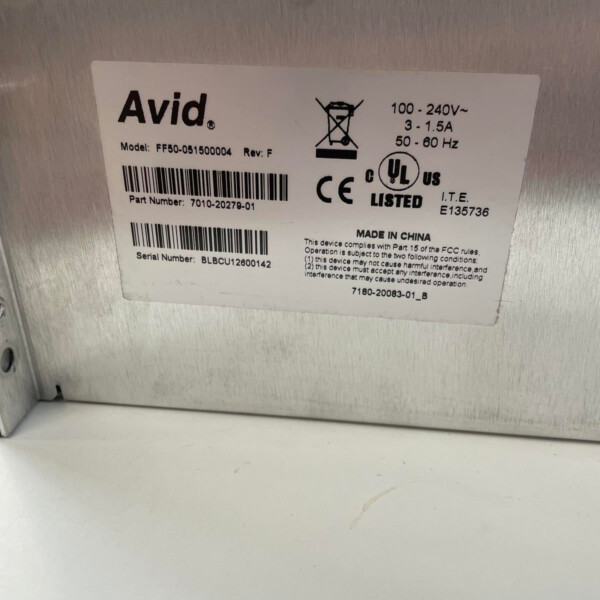 Avid®
Model: FF50-051500004 Rev: F
Part Number: 7010-20279-01
Serial Number: BLBCU12600142
100 - 240V~
3 - 1.5A
50 - 60 Hz
CE
C UL US
LISTED
I.T.E.
E135736
MADE IN CHINA
This device complies with Part 15 of the FCC rules.
Operation is subject to the two following conditions:
(1) this device may not cause harmful interference,and
(2) this device must accept any interference,including
interference that may cause undesired operation
7180-20083-01_B